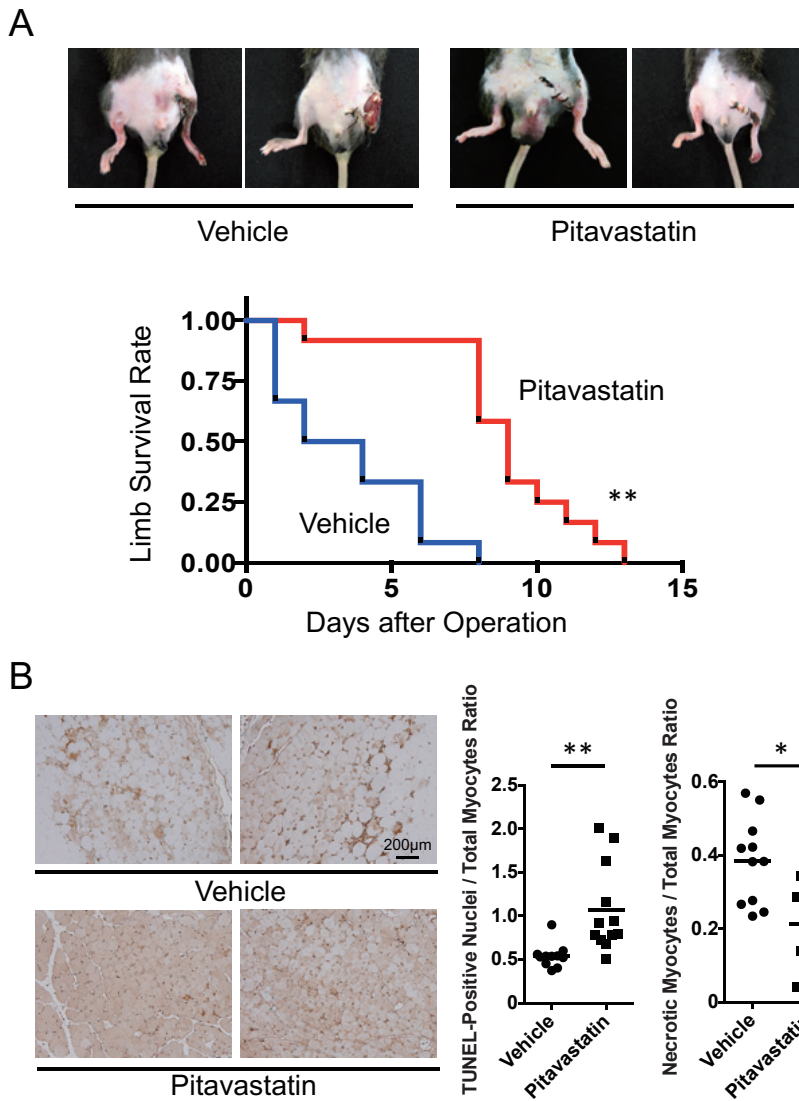 A
Vehicle
Pitavastatin
Limb Survival Rate
1.00
0.75
0.50
0.25
0.00
Pitavastatin
**
Vehicle
0
5
10
15
Days after Operation
B
200μm
Vehicle
Pitavastatin
TUNEL-Positive Nuclei / Total Myocytes Ratio
**
2.5
2.0
1.5
1.0
0.5
0
Vehicle
Pitavastatin
Necrotic Myocytes / Total Myocytes Ratio
*
0.6
0.4
0.2
0
Vehicle
Pitavastatin